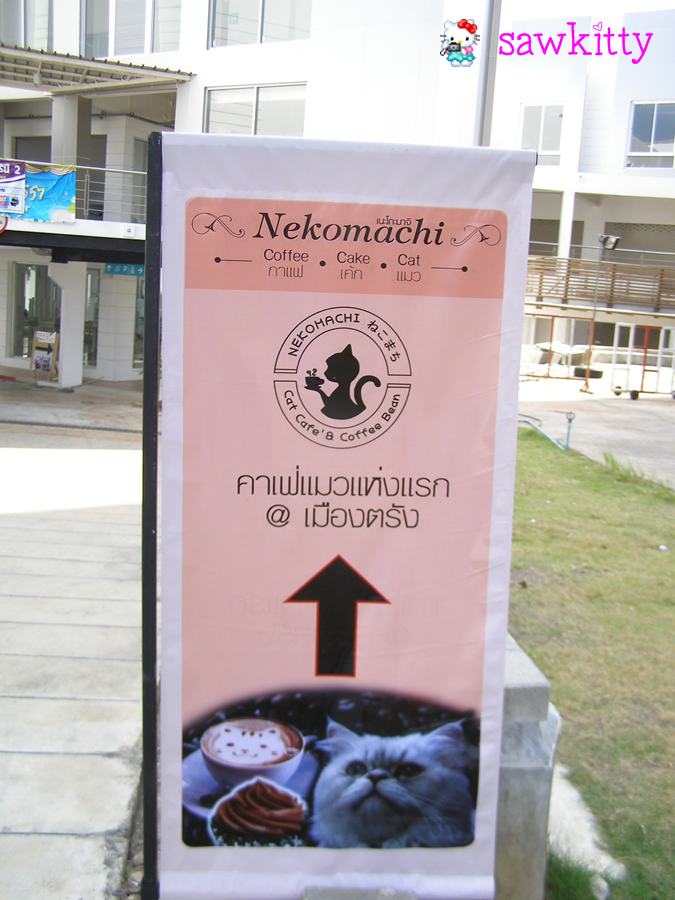 sawkitty
เนะโกะมาจิ
Nekomachi
Coffee • Cake • Cat
กาแฟ เค้ก แมว
NEKOMACHI ねこまち
Cat Cafe' & Coffee Bean
คาเฟ่แมวแห่งแรก
@ เมืองตรัง